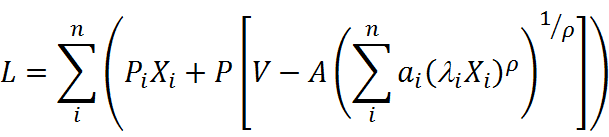 L = \sum_{i}^{n} \left( P_i X_i + P \left[ V - A \left( \sum_{i}^{n} a_i (\lambda_i X_i)^{\rho} \right)^{1/\rho} \right] \right)